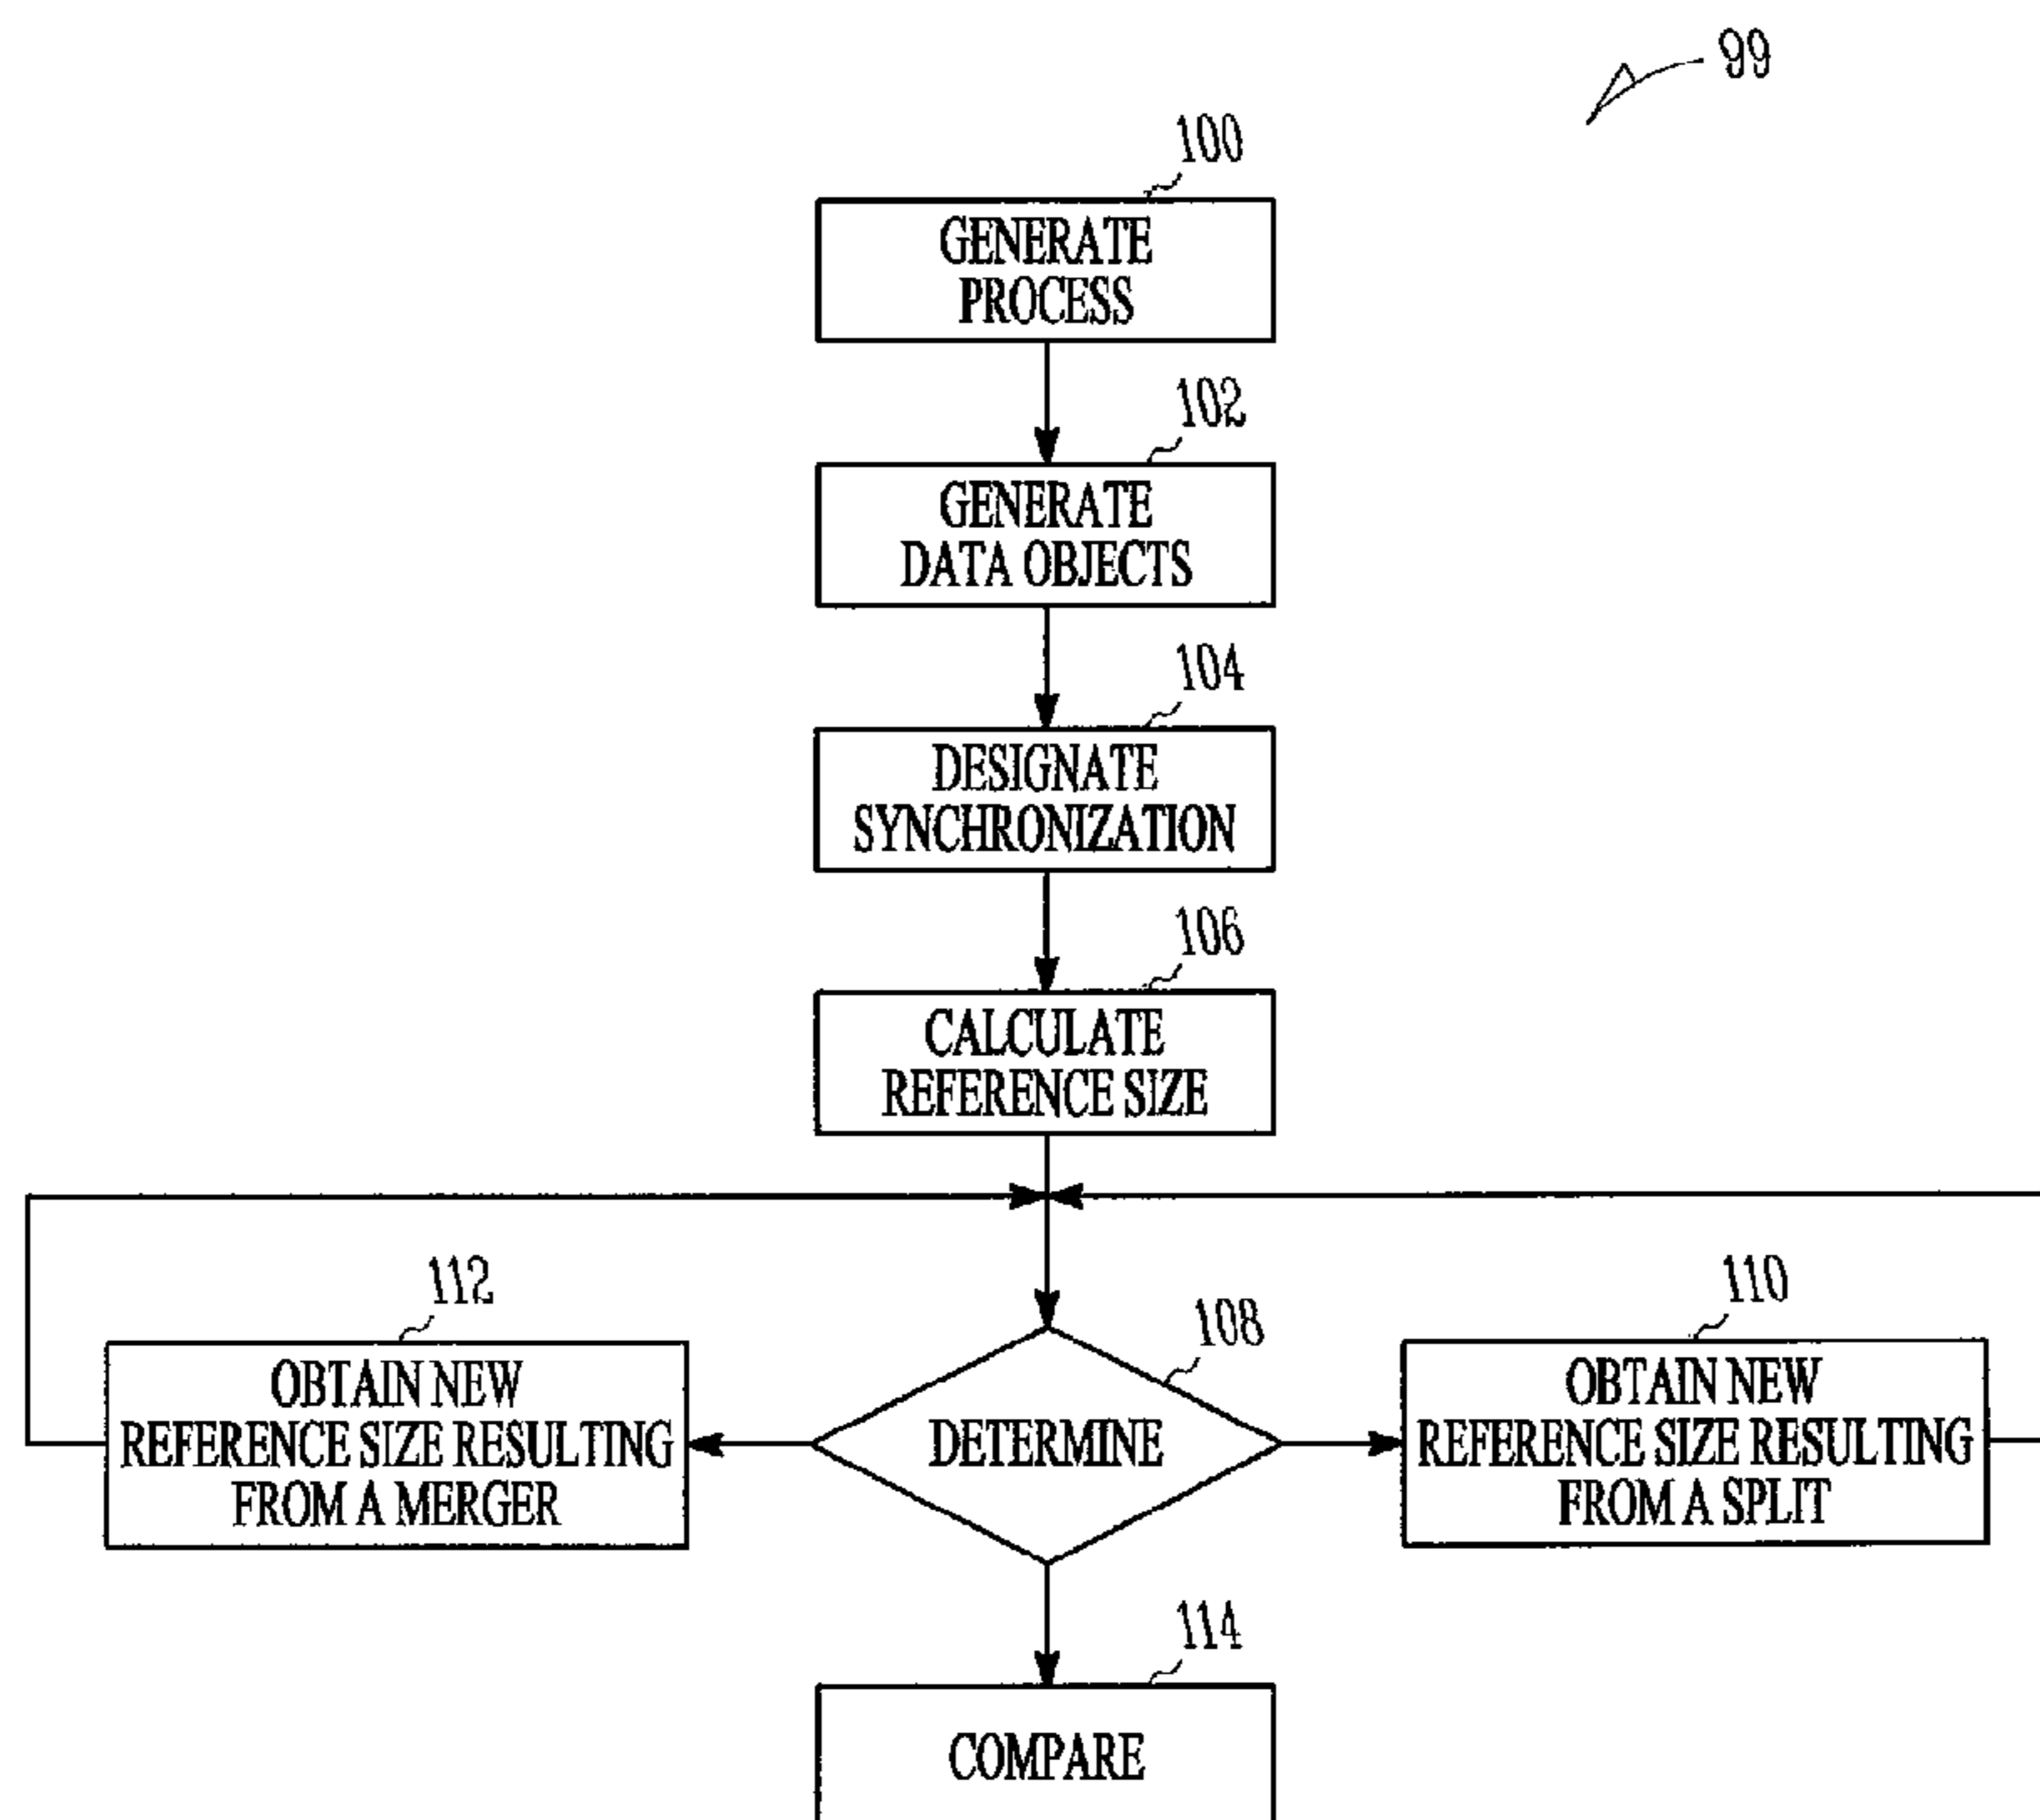 99
100
GENERATE
PROCESS
102
GENERATE
DATA OBJECTS
104
DESIGNATE
SYNCHRONIZATION
106
CALCULATE
REFERENCE SIZE
112
OBTAIN NEW
REFERENCE SIZE RESULTING
FROM A MERGER
108
DETERMINE
110
OBTAIN NEW
REFERENCE SIZE RESULTING
FROM A SPLIT
114
COMPARE